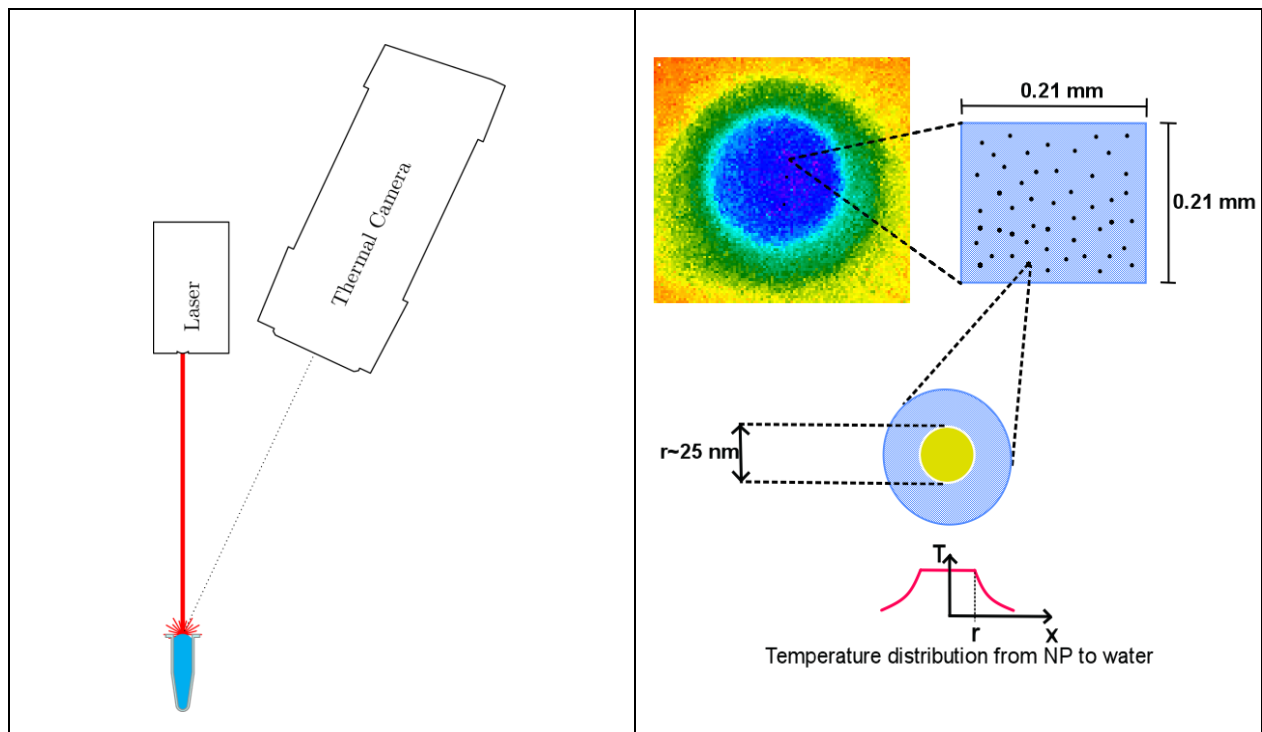 Laser
Thermal Camera
0.21 mm
0.21 mm
r~25 nm
T
r
x
Temperature distribution from NP to water